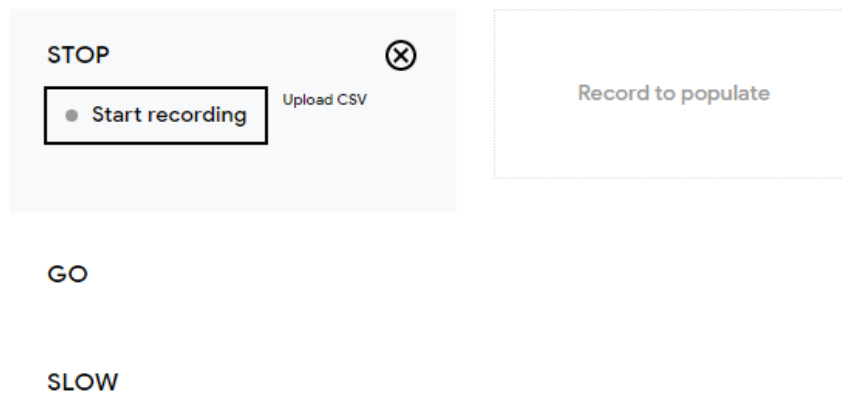 STOP
Start recording
Upload CSV
Record to populate
GO
SLOW